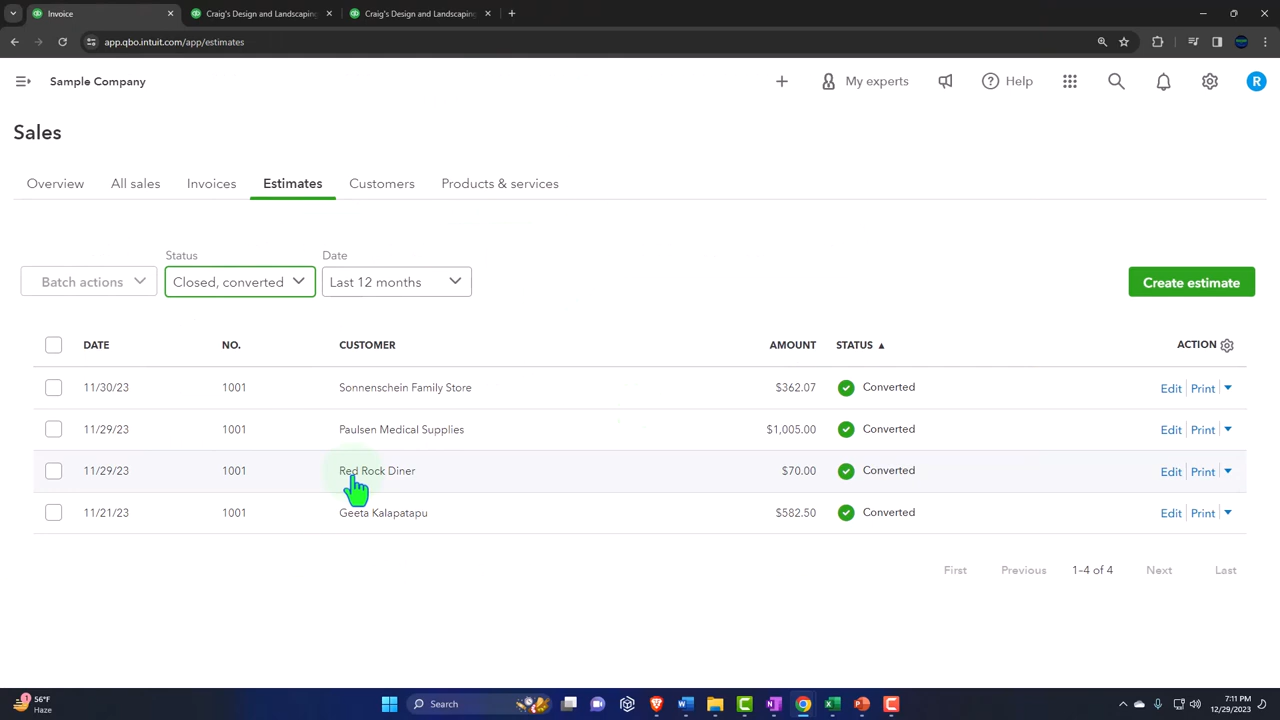 Invoice × Craig's Design and Landscaping × Craig's Design and Landscaping × +
app.qbo.intuit.com/app/estimates
Sample Company My experts Help R
Sales
Overview All sales Invoices Estimates Customers Products & services
Status Date
Batch actions Closed, converted Last 12 months Create estimate
DATE NO. CUSTOMER AMOUNT STATUS ▲ ACTION
11/30/23 1001 Sonnenschein Family Store $362.07 Converted Edit Print
11/29/23 1001 Paulsen Medical Supplies $1,005.00 Converted Edit Print
11/29/23 1001 Red Rock Diner $70.00 Converted Edit Print
11/21/23 1001 Geeta Kalapatapu $582.50 Converted Edit Print
First Previous 1-4 of 4 Next Last
1 56°F Search 7:11 PM
Haze 12/29/2023